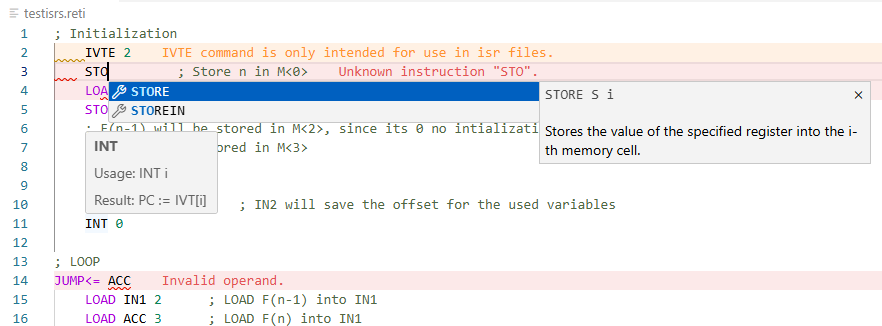 testisrs.reti
1 ; Initialization
2 IVTE 2 IVTE command is only intended for use in isr files.
3 STO ; Store n in M<0> Unknown instruction "STO".
4 LOA STORE STORE S i
5 STO STOREIN
6 ; F(n-1) will be stored in M<2>, since its 0 no intializati
Stores the value of the specified register into the i-
th memory cell.
7 ored in M<3>
INT
8
Usage: INT i
9
Result: PC := IVT[i]
10 ; IN2 will save the offset for the used variables
11 INT 0
12
13 ; LOOP
14 JUMP<= ACC Invalid operand.
15 LOAD IN1 2 ; LOAD F(n-1) into IN1
16 LOAD ACC 3 ; LOAD F(n) into IN1